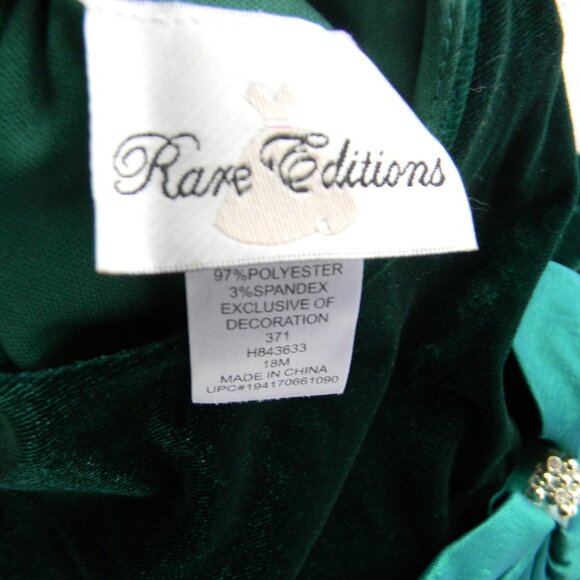 Rare Editions
97%POLYESTER
3%SPANDEX
EXCLUSIVE OF
DECORATION
371
H843633
18M
MADE IN CHINA
UPC#194170661090